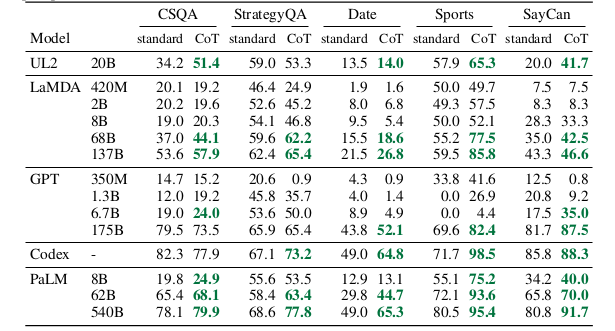 CSQA StrategyQA Date Sports SayCan
Model standard CoT standard CoT standard CoT standard CoT standard CoT
UL2 20B 34.2 51.4 59.0 53.3 13.5 14.0 57.9 65.3 20.0 41.7
LaMDA 420M 20.1 19.2 46.4 24.9 1.9 1.6 50.0 49.7 7.5 7.5
2B 20.2 19.6 52.6 45.2 8.0 6.8 49.3 57.5 8.3 8.3
8B 19.0 20.3 54.1 46.8 9.5 5.4 50.0 52.1 28.3 33.3
68B 37.0 44.1 59.6 62.2 15.5 18.6 55.2 77.5 35.0 42.5
137B 53.6 57.9 62.4 65.4 21.5 26.8 59.5 85.8 43.3 46.6
GPT 350M 14.7 15.2 20.6 0.9 4.3 0.9 33.8 41.6 12.5 0.8
1.3B 12.0 19.2 45.8 35.7 4.0 1.4 0.0 26.9 20.8 9.2
6.7B 19.0 24.0 53.6 50.0 8.9 4.9 0.0 4.4 17.5 35.0
175B 79.5 73.5 65.9 65.4 43.8 52.1 69.6 82.4 81.7 87.5
Codex - 82.3 77.9 67.1 73.2 49.0 64.8 71.7 98.5 85.8 88.3
PaLM 8B 19.8 24.9 55.6 53.5 12.9 13.1 55.1 75.2 34.2 40.0
62B 65.4 68.1 58.4 63.4 29.8 44.7 72.1 93.6 65.8 70.0
540B 78.1 79.9 68.6 77.8 49.0 65.3 80.5 95.4 80.8 91.7